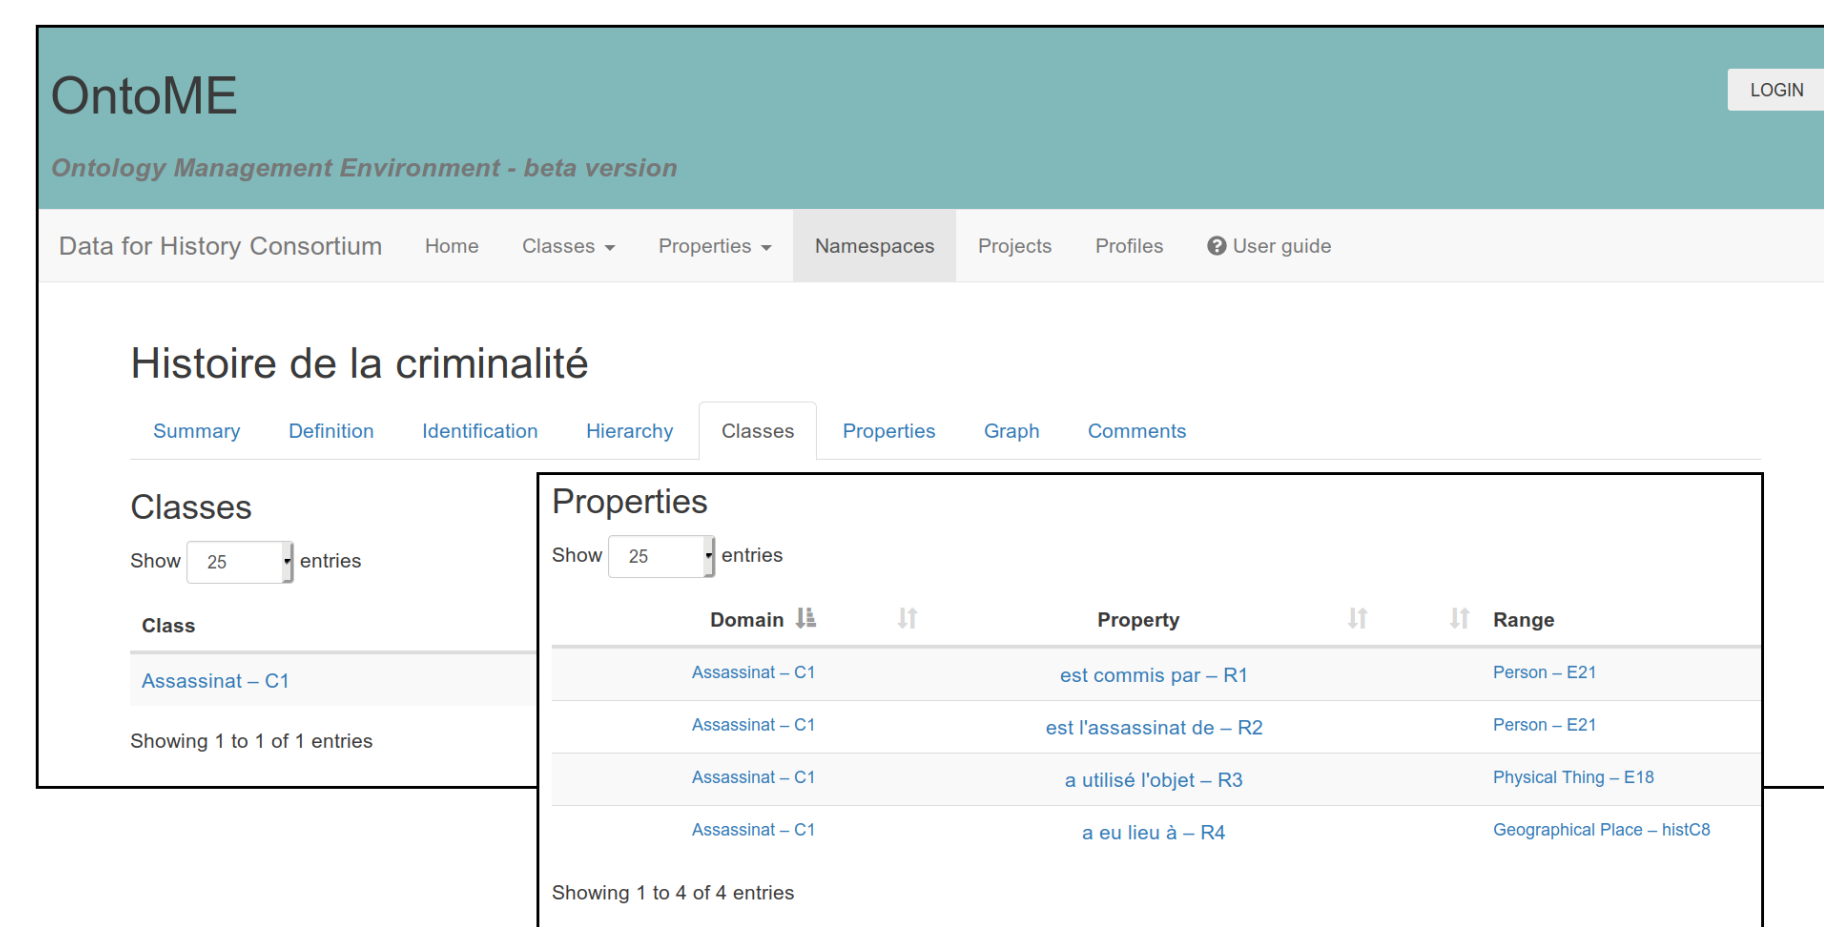 OntoME
LOGIN
Ontology Management Environment - beta version
Data for History Consortium Home Classes Properties Namespaces Projects Profiles User guide
Histoire de la criminalité
Summary Definition Identification Hierarchy Classes Properties Graph Comments
Classes
Show 25 entries
Class
Assassinat – C1
Showing 1 to 1 of 1 entries
Properties
Show 25 entries
Domain Property Range
Assassinat – C1 est commis par – R1 Person – E21
Assassinat – C1 est l'assassinat de – R2 Person – E21
Assassinat – C1 a utilisé l'objet – R3 Physical Thing – E18
Assassinat – C1 a eu lieu à – R4 Geographical Place – histC8
Showing 1 to 4 of 4 entries